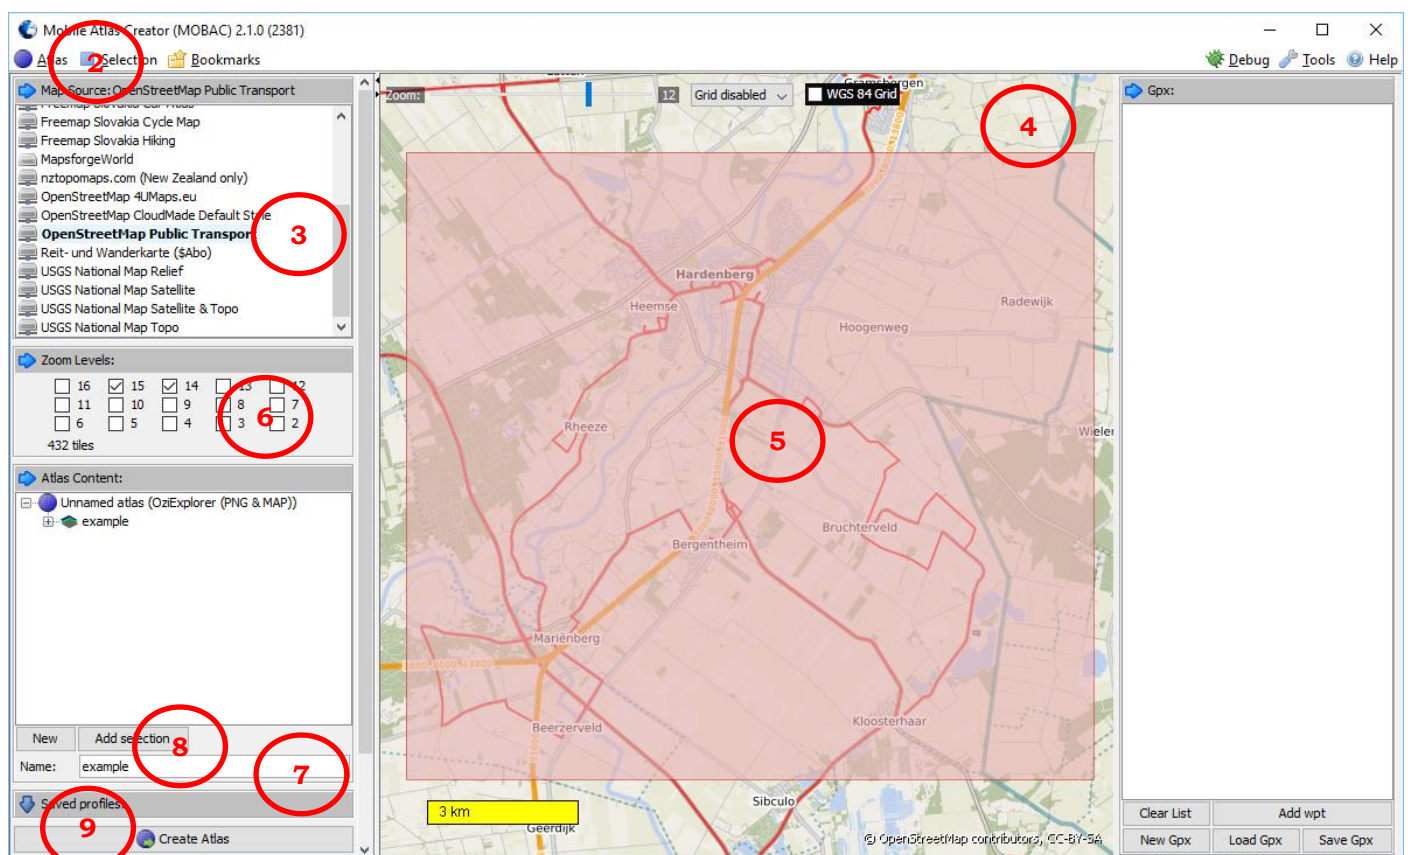 Mobile Atlas Creator (MOBAC) 2.1.0 (2381)
Atlas Selection Bookmarks Debug Tools Help
2
Map Source: OpenStreetMap Public Transport
Freemap Slovakia Car Atlas
Freemap Slovakia Cycle Map
Freemap Slovakia Hiking
MapsforgeWorld
nztopomaps.com (New Zealand only)
OpenStreetMap 4UMaps.eu
OpenStreetMap CloudMade Default Style
OpenStreetMap Public Transport
3
Reit- und Wanderkarte ($Abo)
USGS National Map Relief
USGS National Map Satellite
USGS National Map Satellite & Topo
USGS National Map Topo
Zoom Levels:
16 15 14 13 12
11 10 9 8 7
6
6 5 4 3 2
432 tiles
Atlas Content:
Unnamed atlas (OziExplorer (PNG & MAP))
example
New Add selection
8
Name: example
7
Saved profiles:
9
Create Atlas
Zoom: 12 Grid disabled WGS 84 Grid
Gramsbergen
4
Hardenberg
Heemse
Radewijk
Hoogenweg
Rheeze
5
Bruchterveld
Bergentheim
Mariënberg
Beerzerveld
Kloosterhaar
3 km
Sibculo
Geerdijk
© OpenStreetMap contributors, CC-BY-SA
Gpx:
Clear List Add wpt
New Gpx Load Gpx Save Gpx